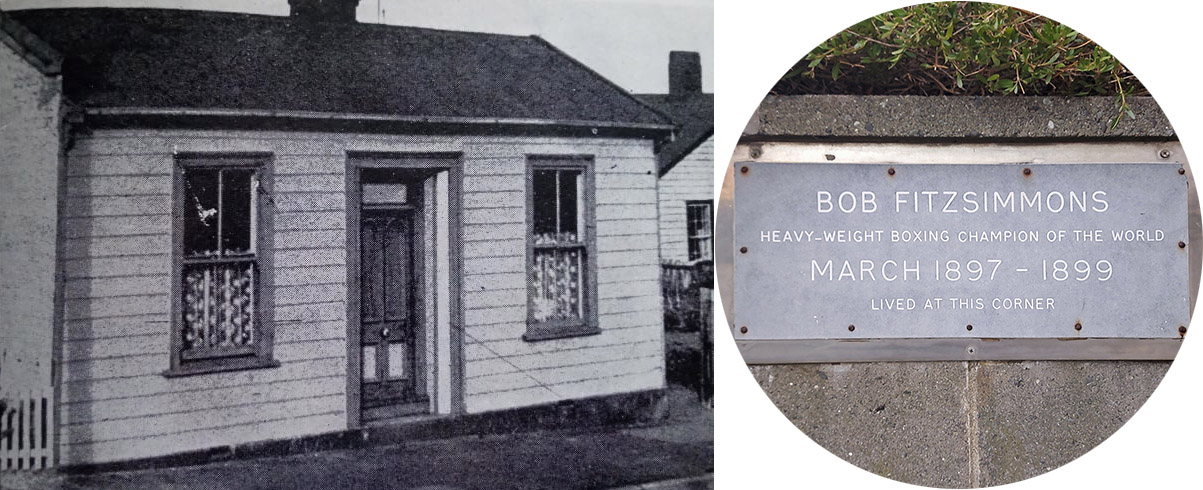 BOB FITZSIMMONS
HEAVY-WEIGHT BOXING CHAMPION OF THE WORLD
MARCH 1897 - 1899
LIVED AT THIS CORNER